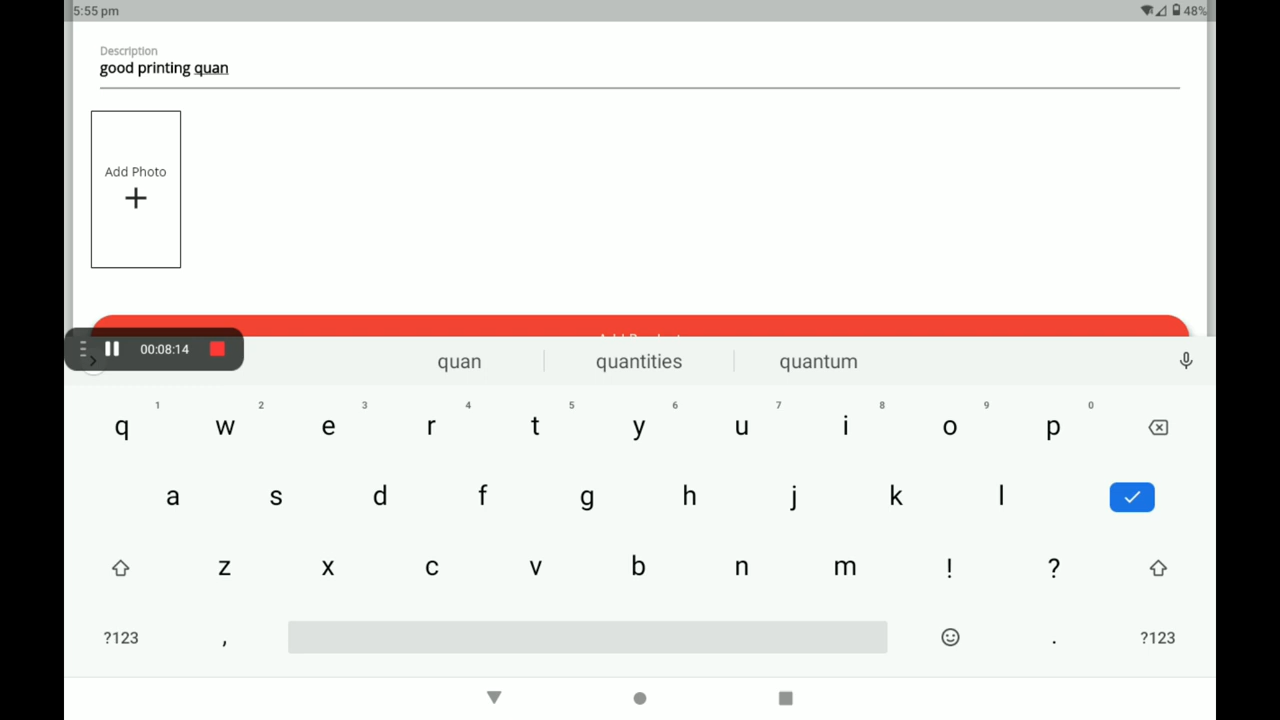 5:55 pm 48%
Description
good printing quan
Add Photo
00:08:14
quan quantities quantum
1 2 3 4 5 6 7 8 9 0
q w e r t y u i o p
a s d f g h j k l
z x c v b n m ! ?
?123 , . ?123